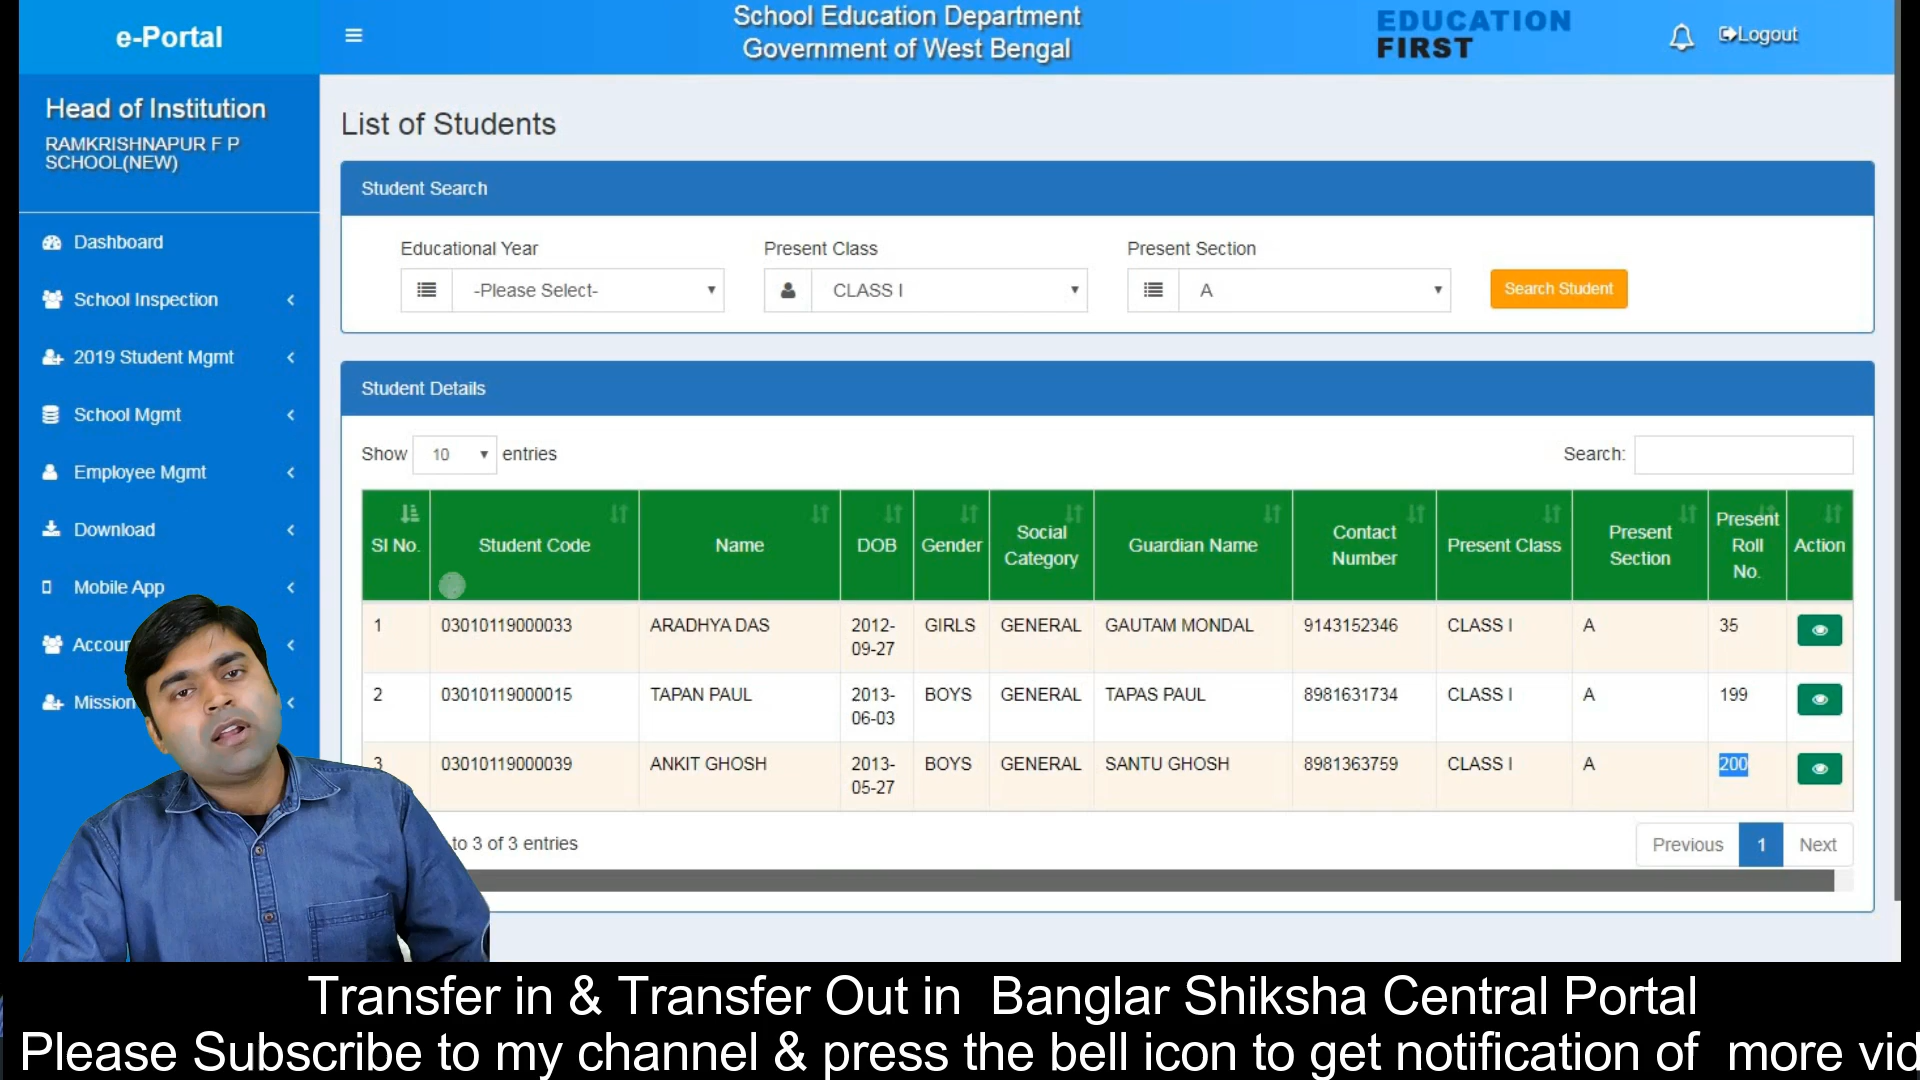 e-Portal
School Education Department
Government of West Bengal
EDUCATION
FIRST
Logout
Head of Institution
RAMKRISHNAPUR F P
SCHOOL(NEW)
Dashboard
School Inspection
2019 Student Mgmt
School Mgmt
Employee Mgmt
Download
Mobile App
Accou
Mission
List of Students
Student Search
Educational Year
Present Class
Present Section
-Please Select-
CLASS I
A
Search Student
Student Details
Show 10 entries
Search:
SI No. Student Code Name DOB Gender Social Category Guardian Name Contact Number Present Class Present Section Present Roll No. Action
1 03010119000033 ARADHYA DAS 2012-09-27 GIRLS GENERAL GAUTAM MONDAL 9143152346 CLASS I A 35
2 03010119000015 TAPAN PAUL 2013-06-03 BOYS GENERAL TAPAS PAUL 8981631734 CLASS I A 199
3 03010119000039 ANKIT GHOSH 2013-05-27 BOYS GENERAL SANTU GHOSH 8981363759 CLASS I A 200
to 3 of 3 entries
Previous 1 Next
Transfer in & Transfer Out in Banglar Shiksha Central Portal
Please Subscribe to my channel & press the bell icon to get notification of more vid